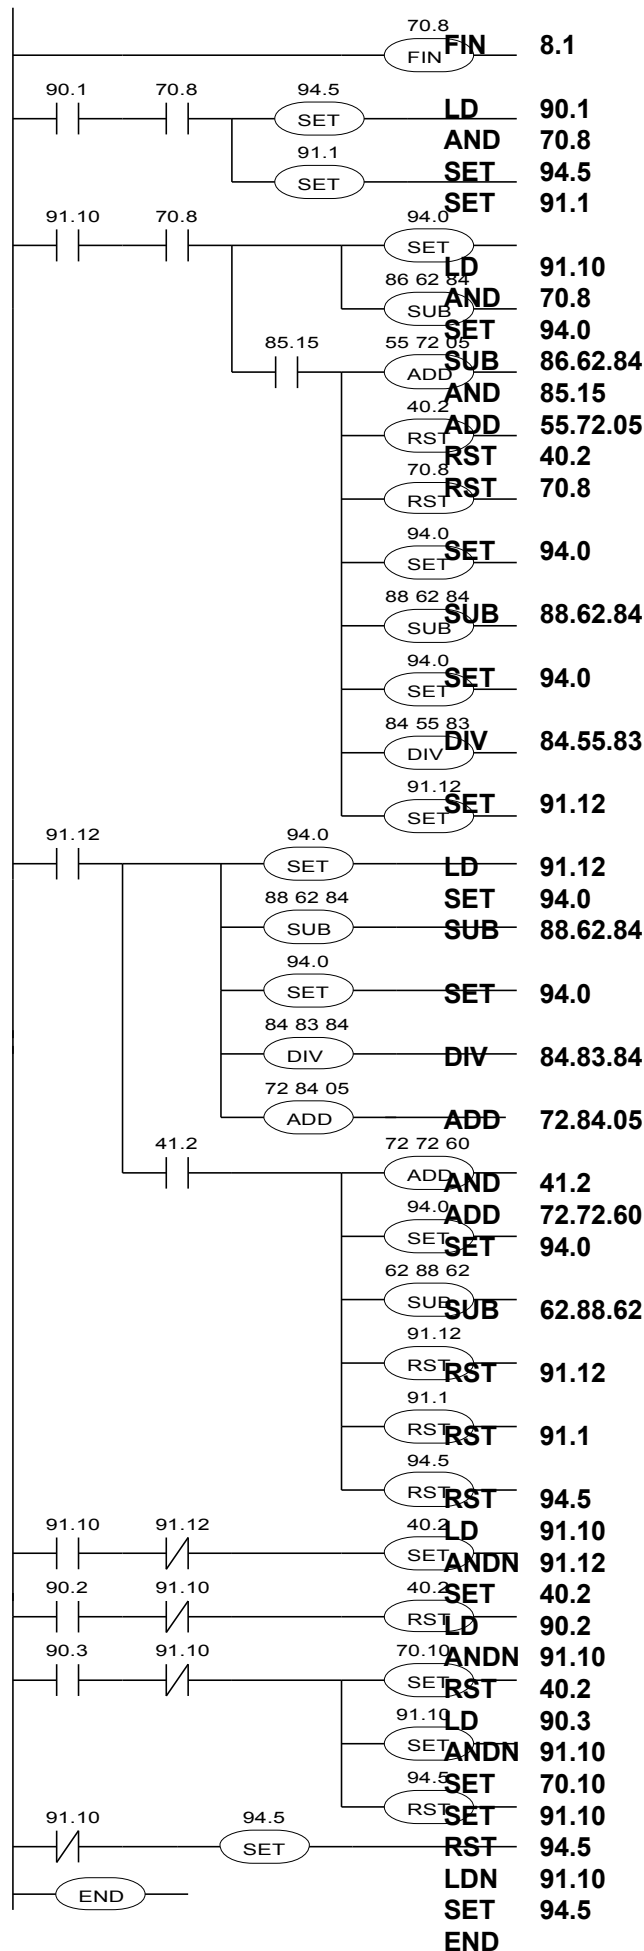 70.8
FIN FIN 8.1
90.1 70.8 94.5
SET LD 90.1
AND 70.8
91.1
SET SET 94.5
SET 91.1
91.10 70.8 94.0
SET
LD 91.10
86 62 84
SUB AND 70.8
SET 94.0
85.15 55 72 05
ADD SUB 86.62.84
AND 85.15
40.2
RST ADD 55.72.05
RST 40.2
70.8
RST RST 70.8
94.0
SET SET 94.0
88 62 84
SUB SUB 88.62.84
94.0
SET SET 94.0
84 55 83
DIV DIV 84.55.83
91.12
SET SET 91.12
91.12 94.0
SET LD 91.12
SET 94.0
88 62 84
SUB SUB 88.62.84
94.0
SET SET 94.0
84 83 84
DIV DIV 84.83.84
72 84 05
ADD ADD 72.84.05
41.2 72 72 60
ADD AND 41.2
94.0
ADD 72.72.60
SET SET 94.0
62 88 62
SUB SUB 62.88.62
91.12
RST RST 91.12
91.1
RST RST 91.1
94.5
RST RST 94.5
91.10 91.12 40.2
LD 91.10
SET ANDN 91.12
90.2 91.10 40.2
SET 40.2
RST LD 90.2
90.3 91.10 70.10
ANDN 91.10
SET RST 40.2
91.10
LD 90.3
SET ANDN 91.10
94.5
SET 70.10
RST SET 91.10
91.10 94.5
SET RST 94.5
LDN 91.10
END SET 94.5
END